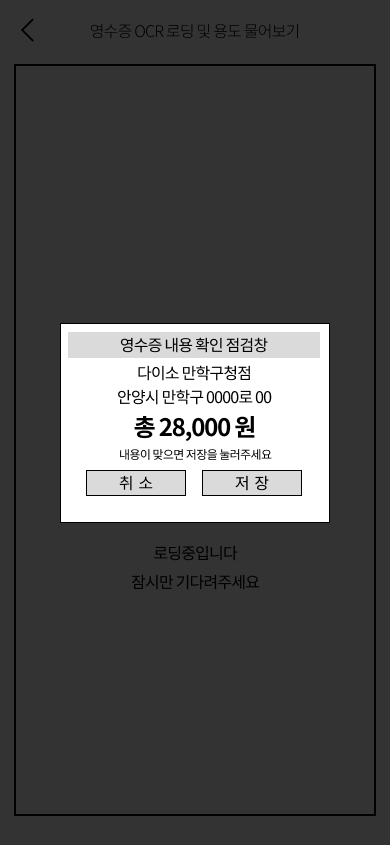 영수증 OCR 로딩 및 용도 물어보기
영수증 내용 확인 점검창
다이소 만학구청점
안양시 만학구 0000로 00
총 28,000 원
내용이 맞으면 저장을 눌러주세요
취 소
저 장
로딩중입니다
잠시만 기다려주세요